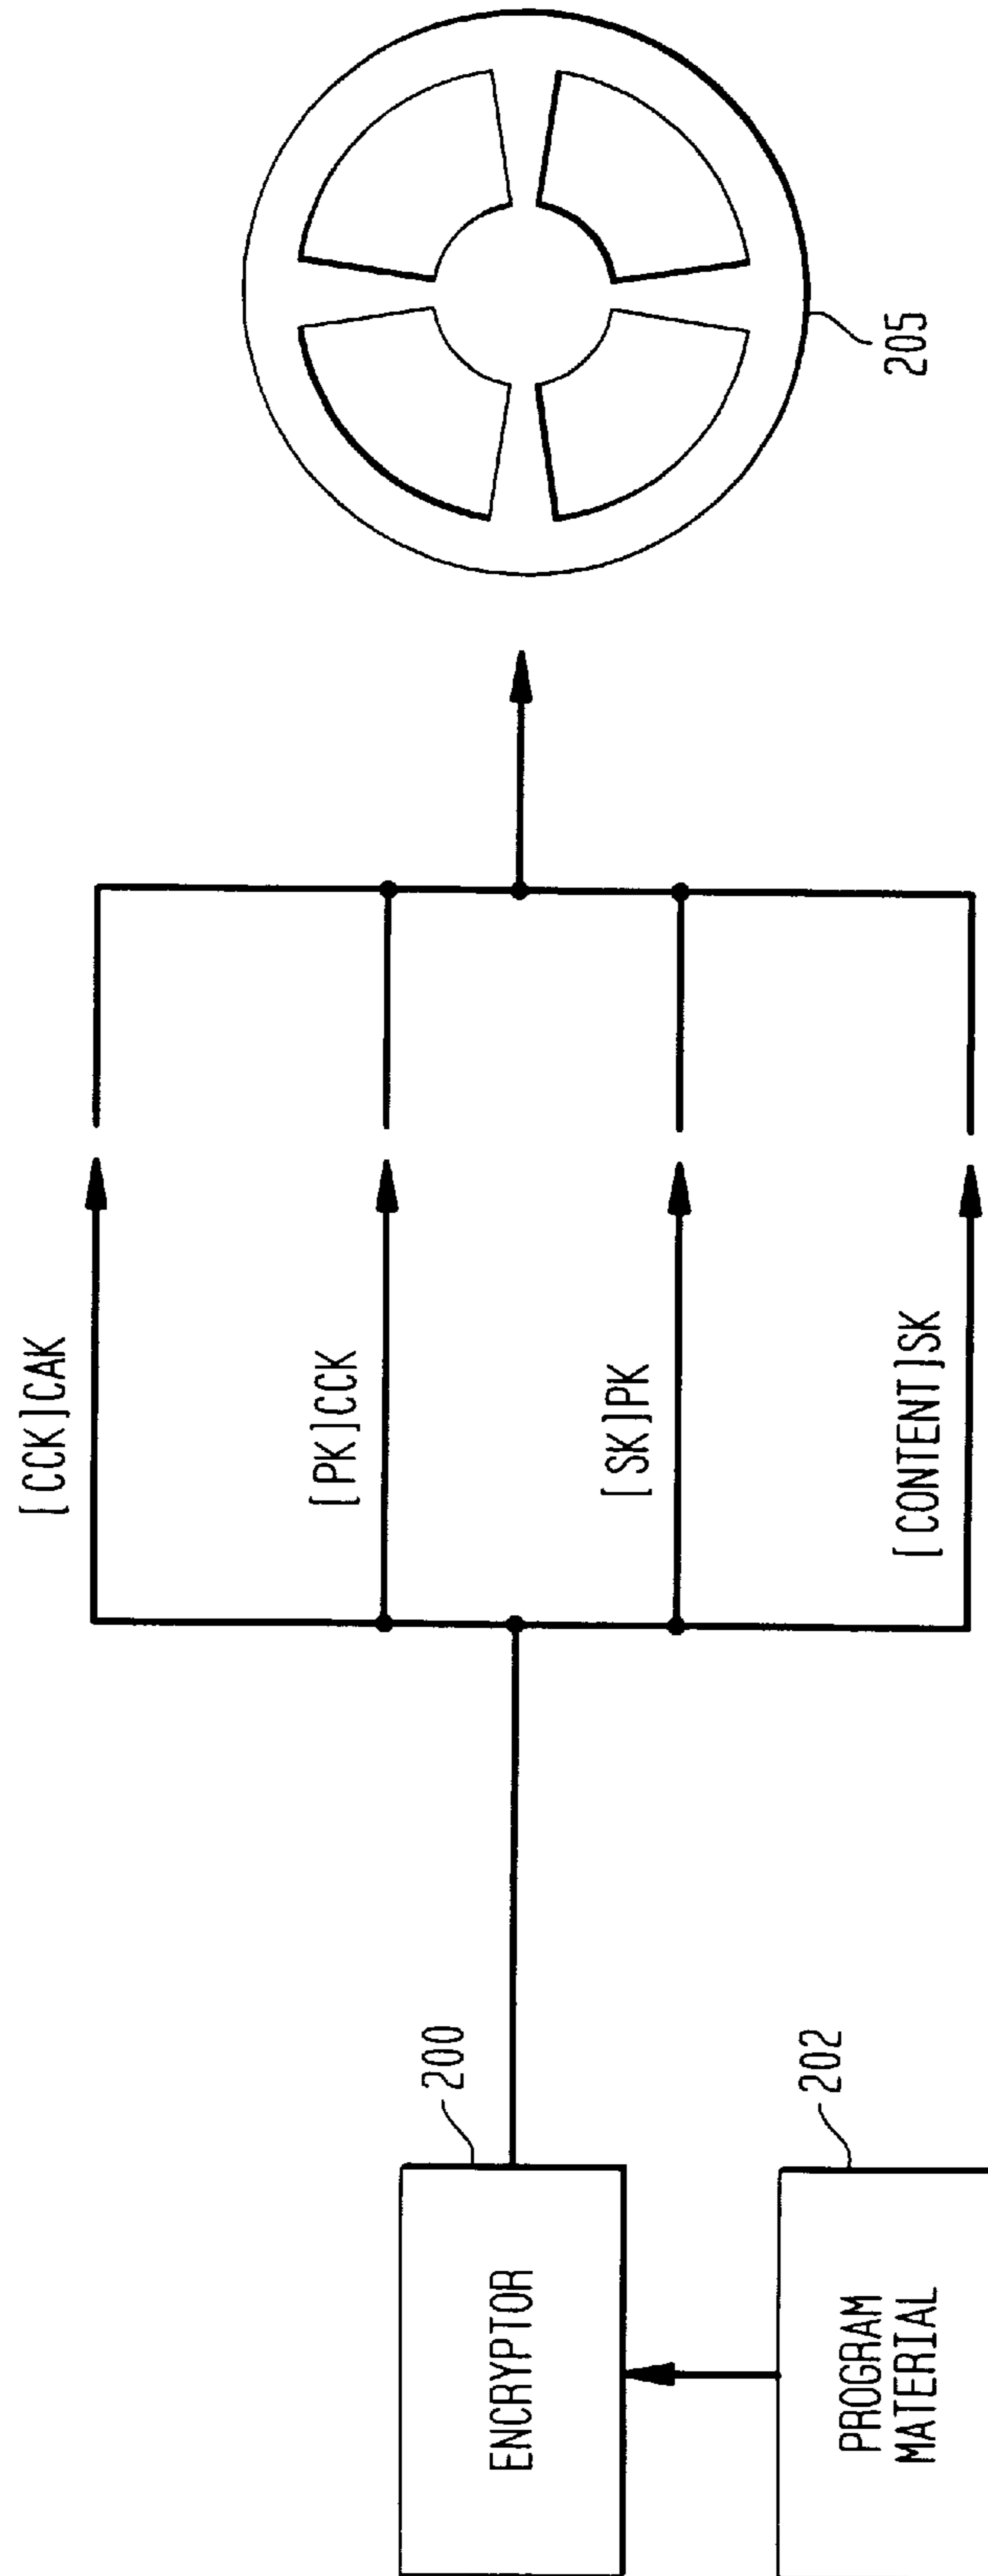 [CCK]CAK
[PK]CCK
[SK]PK
[CONTENT]SK
205
200
ENCRYPTOR
202
PROGRAM
MATERIAL